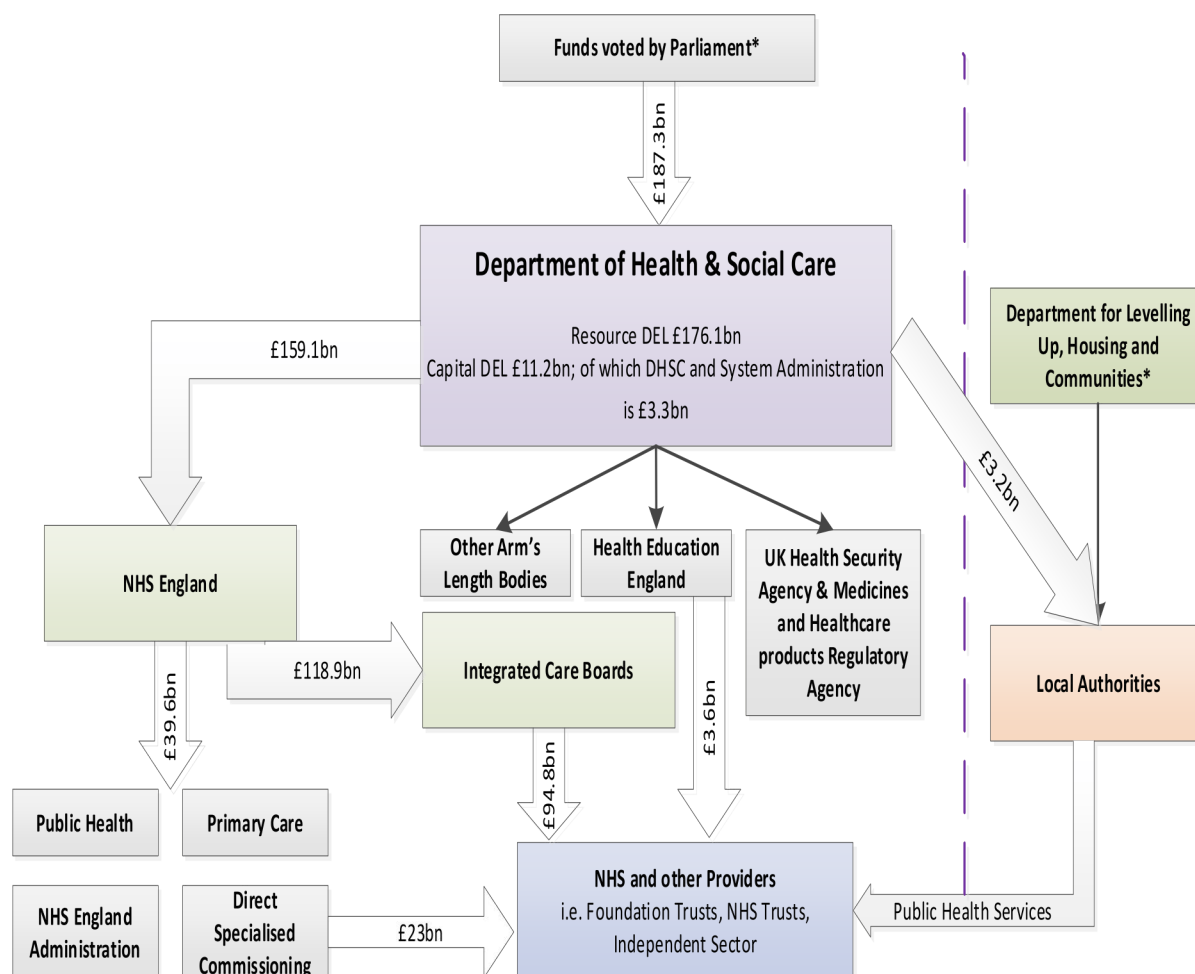 Funds voted by Parliament*
£187.3bn
Department of Health & Social Care
Resource DEL £176.1bn
Capital DEL £11.2bn; of which DHSC and System Administration
is £3.3bn
£159.1bn
Department for Levelling
Up, Housing and
Communities*
£3.2bn
NHS England
Other Arm's
Length Bodies
Health Education
England
UK Health Security
Agency & Medicines
and Healthcare
products Regulatory
Agency
£118.9bn
Integrated Care Boards
Local Authorities
£39.6bn
£94.8bn
£3.6bn
Public Health
Primary Care
NHS England
Administration
Direct
Specialised
Commissioning
£23bn
NHS and other Providers
i.e. Foundation Trusts, NHS Trusts,
Independent Sector
Public Health Services